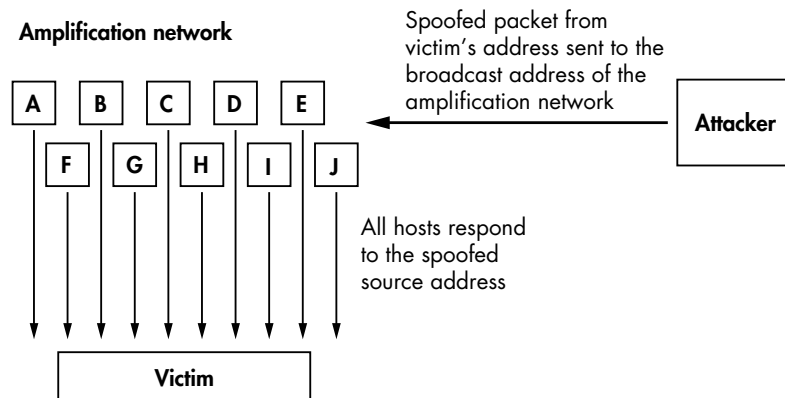 Amplification network
Spoofed packet from
victim’s address sent to the
broadcast address of the
amplification network
Attacker
A
B
C
D
E
F
G
H
I
J
All hosts respond
to the spoofed
source address
Victim